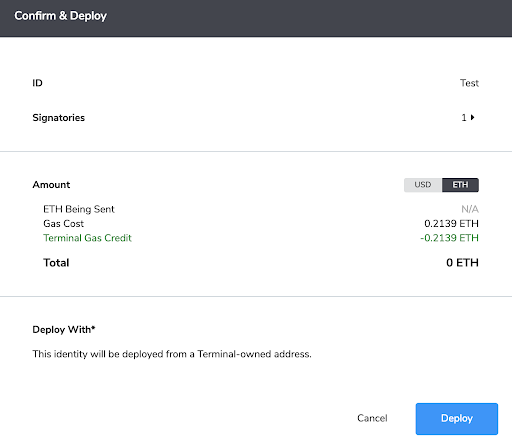 Confirm & Deploy
ID Test
Signatories 1
Amount USD ETH
ETH Being Sent N/A
Gas Cost 0.2139 ETH
Terminal Gas Credit -0.2139 ETH
Total 0 ETH
Deploy With*
This identity will be deployed from a Terminal-owned address.
Cancel Deploy